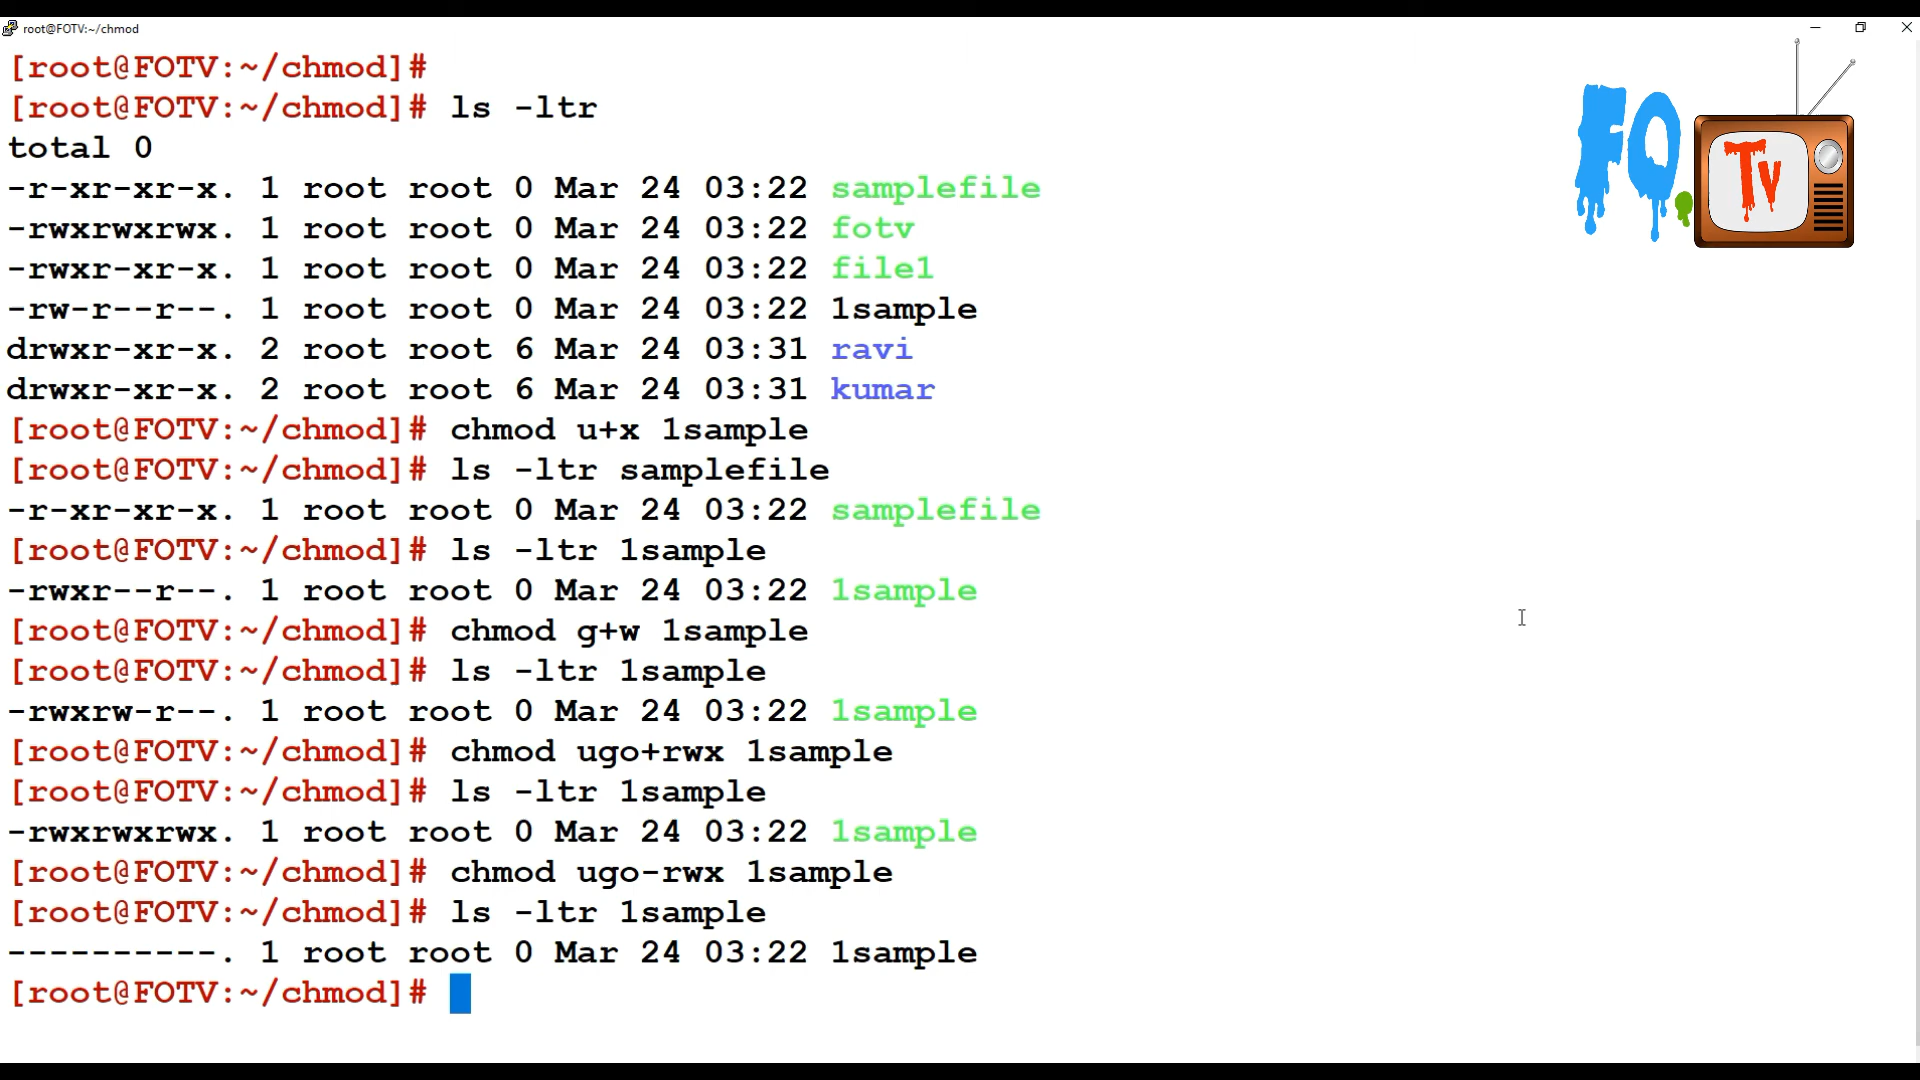 root@FOTV:~/chmod
[root@FOTV:~/chmod]#
[root@FOTV:~/chmod]# ls -ltr
total 0
-r-xr-xr-x. 1 root root 0 Mar 24 03:22 samplefile
-rwxrwxrwx. 1 root root 0 Mar 24 03:22 fotv
-rwxr-xr-x. 1 root root 0 Mar 24 03:22 file1
-rw-r--r--. 1 root root 0 Mar 24 03:22 1sample
drwxr-xr-x. 2 root root 6 Mar 24 03:31 ravi
drwxr-xr-x. 2 root root 6 Mar 24 03:31 kumar
[root@FOTV:~/chmod]# chmod u+x 1sample
[root@FOTV:~/chmod]# ls -ltr samplefile
-r-xr-xr-x. 1 root root 0 Mar 24 03:22 samplefile
[root@FOTV:~/chmod]# ls -ltr 1sample
-rwxr--r--. 1 root root 0 Mar 24 03:22 1sample
[root@FOTV:~/chmod]# chmod g+w 1sample
[root@FOTV:~/chmod]# ls -ltr 1sample
-rwxrw-r--. 1 root root 0 Mar 24 03:22 1sample
[root@FOTV:~/chmod]# chmod ugo+rwx 1sample
[root@FOTV:~/chmod]# ls -ltr 1sample
-rwxrwxrwx. 1 root root 0 Mar 24 03:22 1sample
[root@FOTV:~/chmod]# chmod ugo-rwx 1sample
[root@FOTV:~/chmod]# ls -ltr 1sample
----------. 1 root root 0 Mar 24 03:22 1sample
[root@FOTV:~/chmod]#
FO.Tv